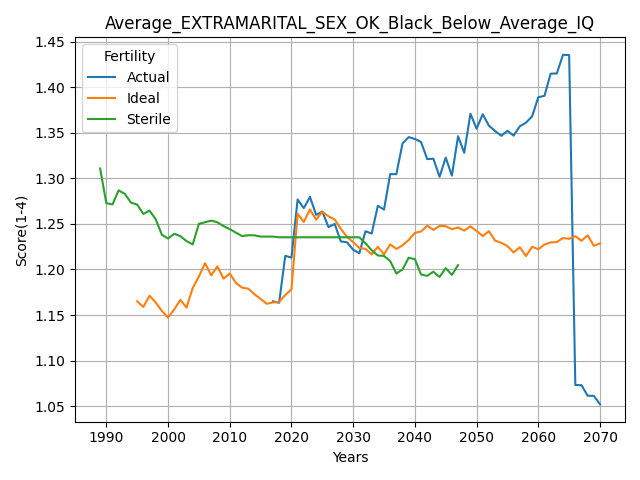 Average_EXTRAMARITAL_SEX_OK_Black_Below_Average_IQ
Score(1-4)
1.45
1.40
1.35
1.30
1.25
1.20
1.15
1.10
1.05
Fertility
Actual
Ideal
Sterile
1990 2000 2010 2020 2030 2040 2050 2060 2070
Years